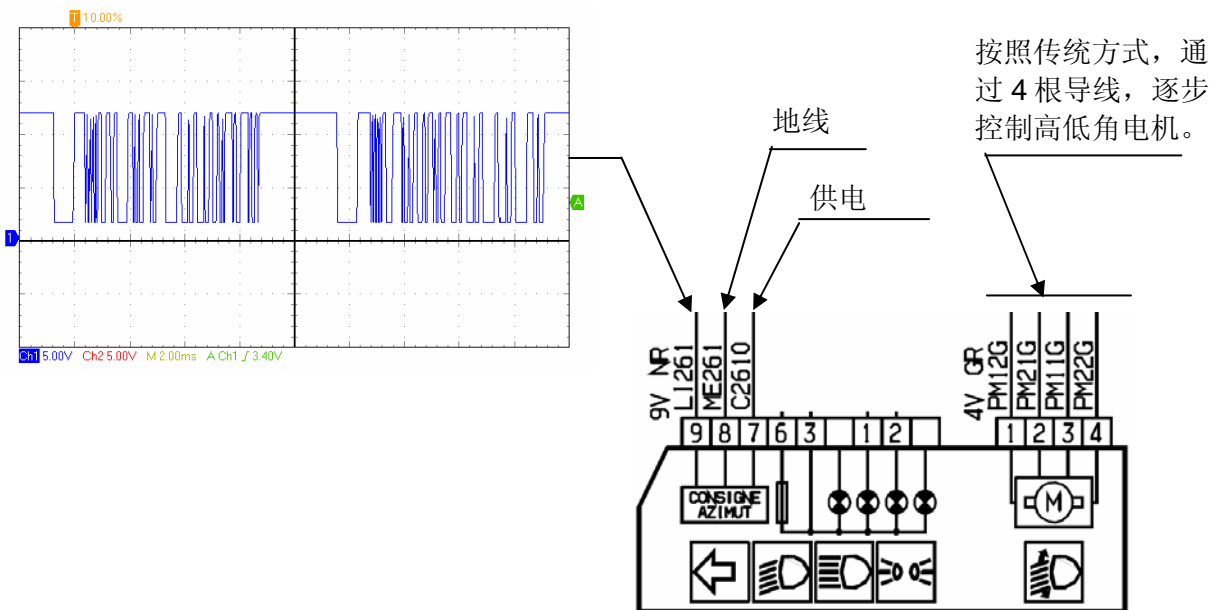 T 10.00%
1
A
Ch1 5.00V Ch2 5.00V M 2.00ms A Ch1 ∫ 3.40V
按照传统方式，通
过 4 根导线，逐步
控制高低角电机。
地线
供电
9V NR
LI261
ME261
C2610
4V GR
PM12G
PM21G
PM11G
PM22G
9 8 7 6 3 1 2
1 2 3 4
CONSIGNE
AZIMUT
M